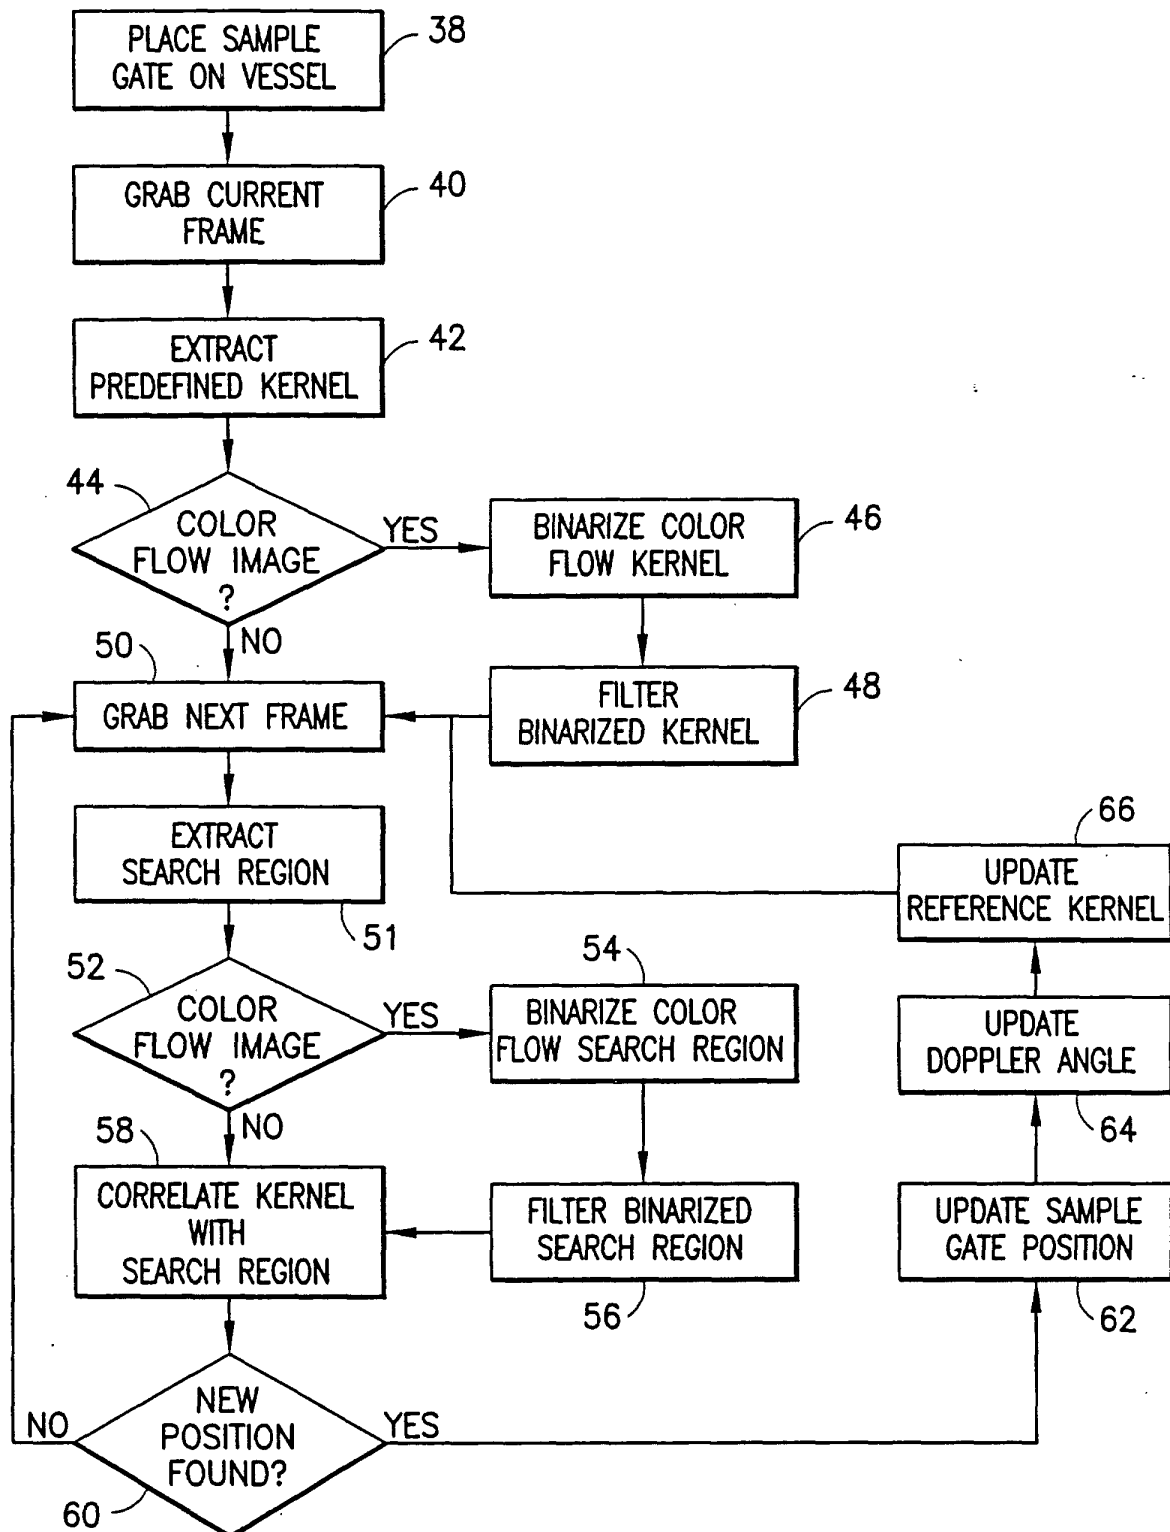 PLACE SAMPLE
GATE ON VESSEL
38
GRAB CURRENT
FRAME
40
EXTRACT
PREDEFINED KERNEL
42
44
COLOR
FLOW IMAGE
?
YES
NO
BINARIZE COLOR
FLOW KERNEL
46
FILTER
BINARIZED KERNEL
48
50
GRAB NEXT FRAME
EXTRACT
SEARCH REGION
51
52
COLOR
FLOW IMAGE
?
YES
NO
54
BINARIZE COLOR
FLOW SEARCH REGION
FILTER BINARIZED
SEARCH REGION
56
58
CORRELATE KERNEL
WITH
SEARCH REGION
NEW
POSITION
FOUND?
60
NO
YES
UPDATE SAMPLE
GATE POSITION
62
UPDATE
DOPPLER ANGLE
64
66
UPDATE
REFERENCE KERNEL